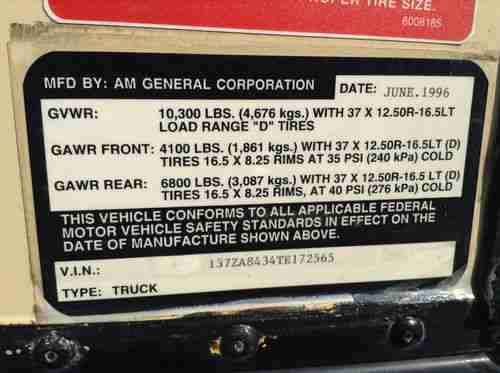 TIRE SIZE.
6008185
MFD BY: AM GENERAL CORPORATION
DATE: JUNE.1996
GVWR: 10,300 LBS. (4,676 kgs.) WITH 37 X 12.50R-16.5LT
LOAD RANGE "D" TIRES
GAWR FRONT: 4100 LBS. (1,861 kgs.) WITH 37 X 12.50R-16.5LT (D)
TIRES 16.5 X 8.25 RIMS AT 35 PSI (240 kPa) COLD
GAWR REAR: 6800 LBS. (3,087 kgs.) WITH 37 X 12.50R-16.5 LT (D)
TIRES 16.5 X 8.25 RIMS, AT 40 PSI (276 kPa) COLD
THIS VEHICLE CONFORMS TO ALL APPLICABLE FEDERAL
MOTOR VEHICLE SAFETY STANDARDS IN EFFECT ON THE
DATE OF MANUFACTURE SHOWN ABOVE.
V.I.N.: 137ZA8434TE172565
TYPE: TRUCK